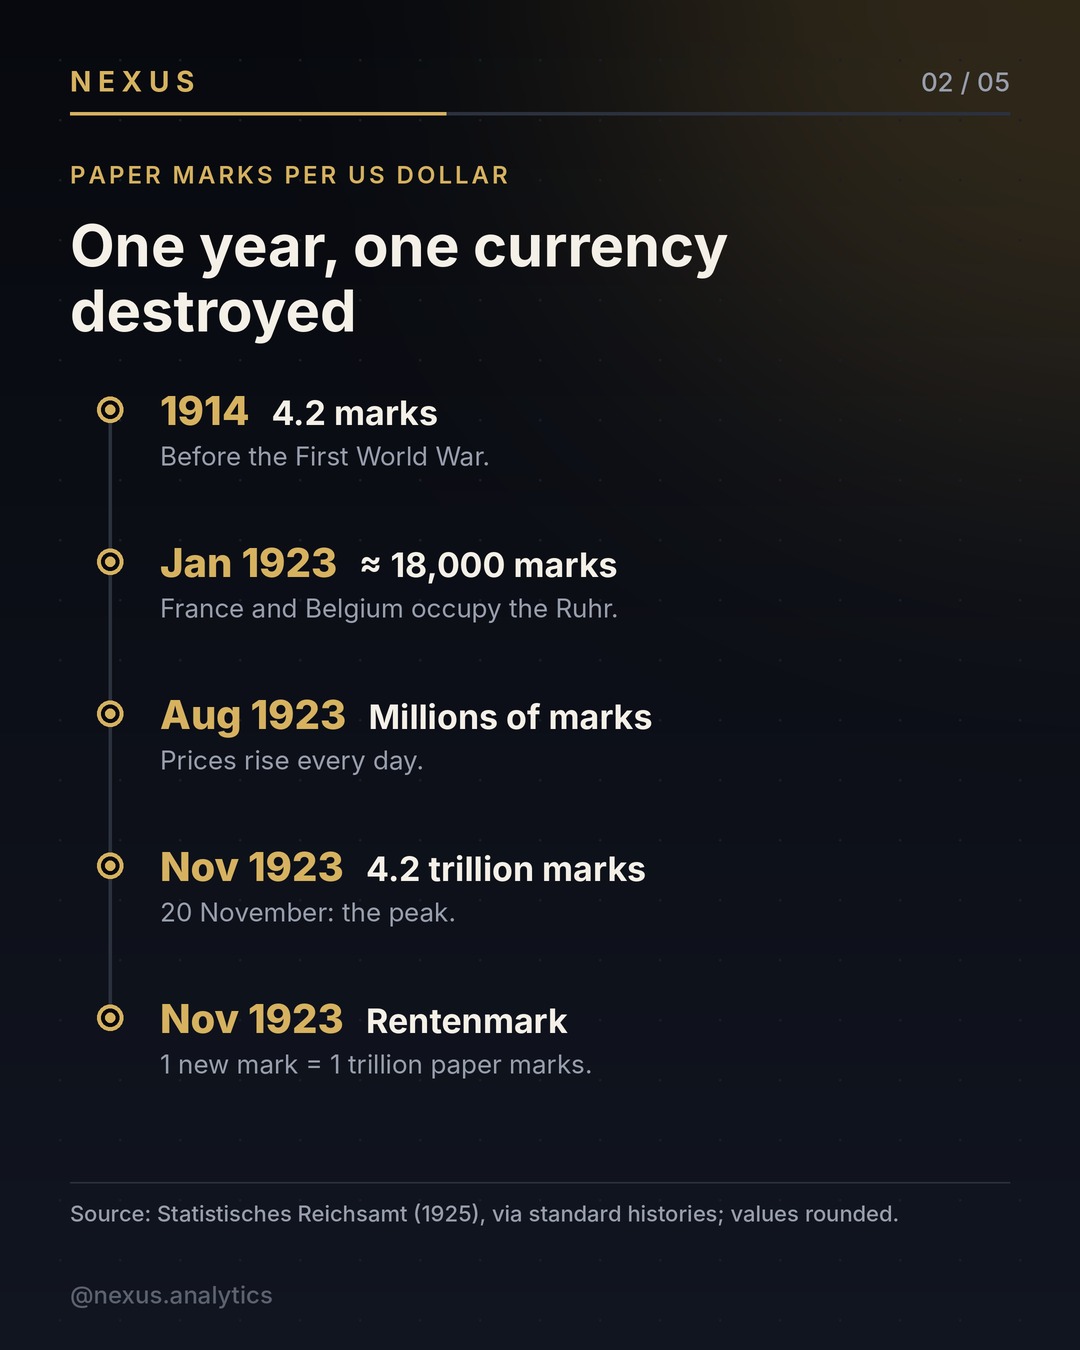 NEXUS
02 / 05
PAPER MARKS PER US DOLLAR
One year, one currency
destroyed
1914 4.2 marks
Before the First World War.
Jan 1923 ≈ 18,000 marks
France and Belgium occupy the Ruhr.
Aug 1923 Millions of marks
Prices rise every day.
Nov 1923 4.2 trillion marks
20 November: the peak.
Nov 1923 Rentenmark
1 new mark = 1 trillion paper marks.
Source: Statistisches Reichsamt (1925), via standard histories; values rounded.
@nexus.analytics